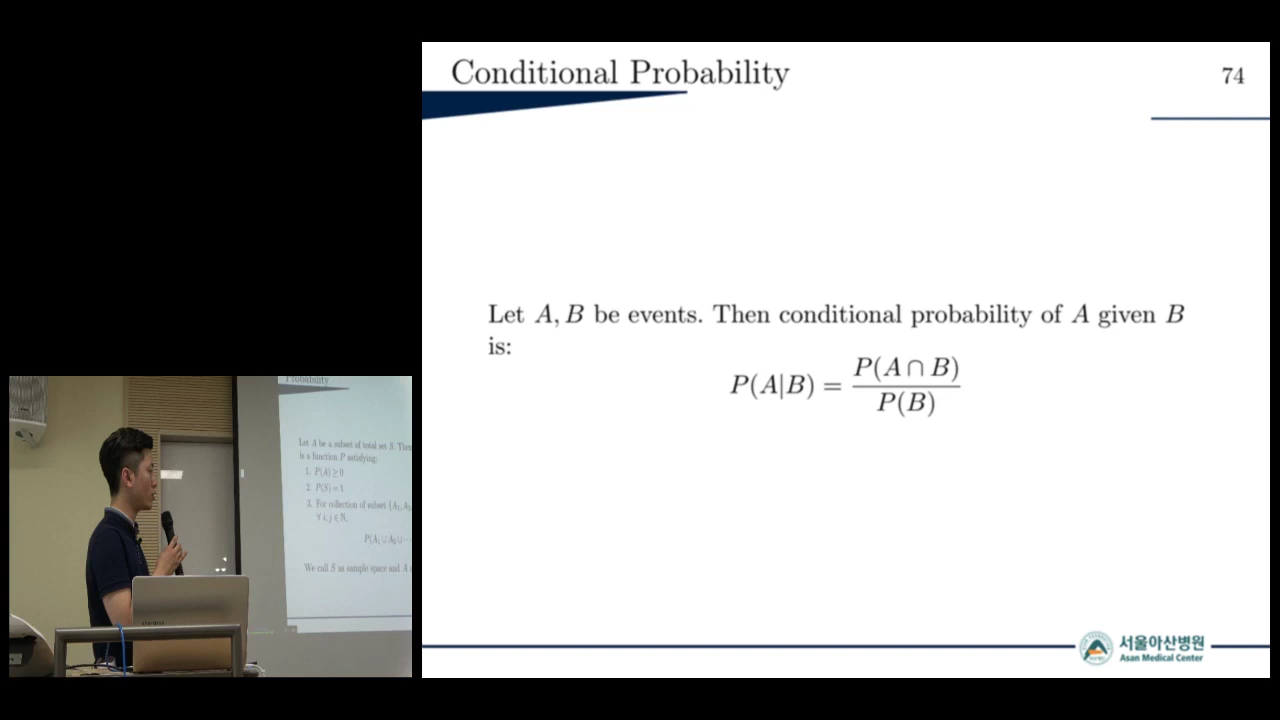 Conditional Probability
74
Let A, B be events. Then conditional probability of A given B
is:
P(A|B) = P(A ∩ B) / P(B)
서울아산병원
Asan Medical Center
Probability
Let A be a subset of total set S. Then
is a function P satisfying:
1. P(A) ≥ 0
2. P(S) = 1
3. For collection of subset {A₁, A₂
∀ i, j ∈ N,
P(A₁ ∪ A₂ ∪ ⋯
We call S as sample space and A